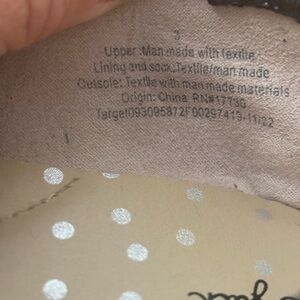 3
Upper: Man made with textile
Lining and sock: Textile/man made
Outsole: Textile with man made materials
Origin: China RN#17730
Target093095872F00297413-11/22